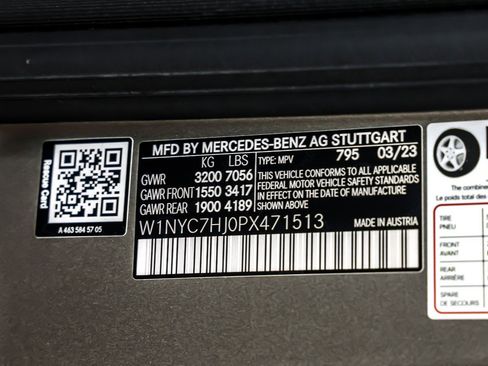 MFD BY MERCEDES-BENZ AG STUTTGART
KG LBS TYPE: MPV 795 03/23
GVWR 3200 7056
GAWR FRONT 1550 3417
GAWR REAR 1900 4189
THIS VEHICLE CONFORMS TO ALL APPLICABLE
FEDERAL MOTOR VEHICLE SAFETY STANDARDS
IN EFFECT ON THE DATE OF
MANUFACTURE SHOWN ABOVE.
W1NYC7HJ0PX471513
MADE IN AUSTRIA
Rescue Card
A 463 584 57 05
The combine
Le poids total des
TIRE
PNEU
FRONT
AVANT
REAR
ARRIÈRE
SPARE
DE SECOURS